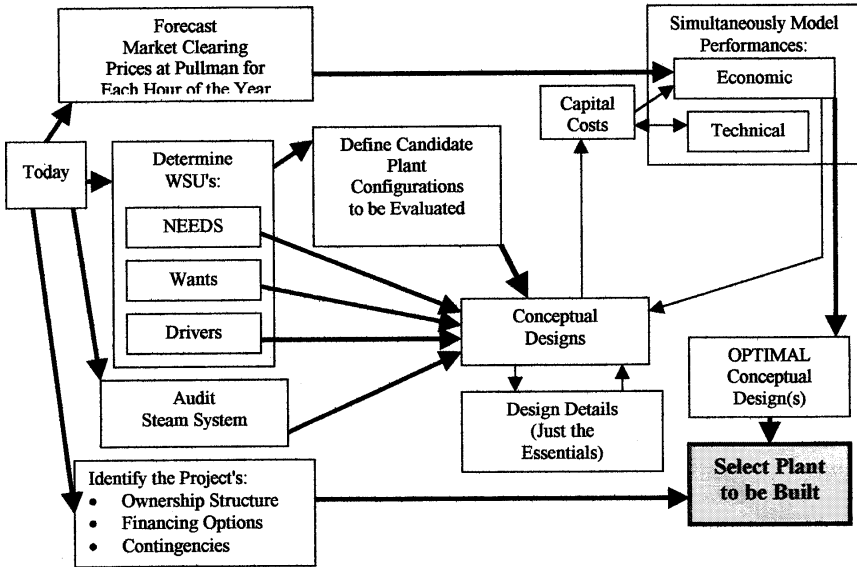 Forecast
Market Clearing
Prices at Pullman for
Each Hour of the Year
Simultaneously Model
Performances:
Economic
Technical
Capital
Costs
Today
Determine
WSU's:
NEEDS
Wants
Drivers
Define Candidate
Plant
Configurations
to be Evaluated
Conceptual
Designs
Audit
Steam System
Design Details
(Just the
Essentials)
OPTIMAL
Conceptual
Design(s)
Select Plant
to be Built
Identify the Project's:
• Ownership Structure
• Financing Options
• Contingencies